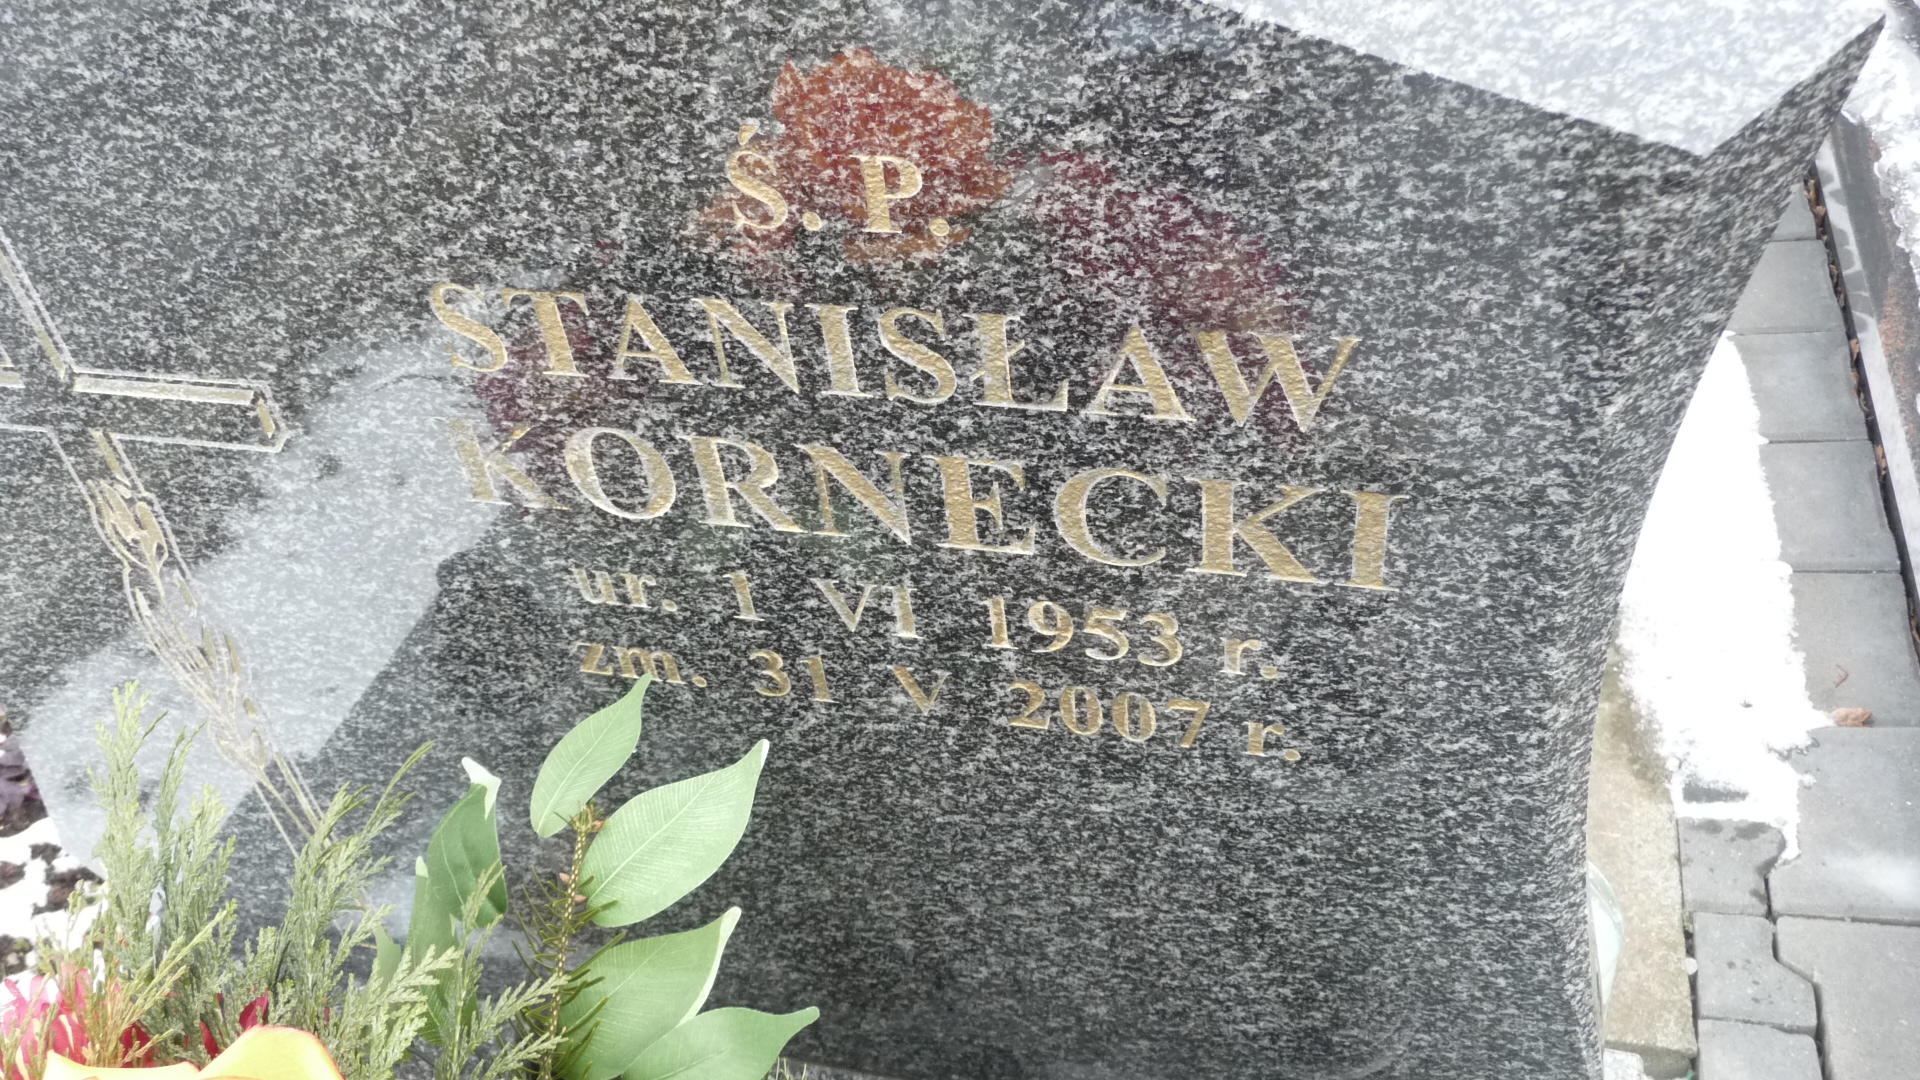 Ś. P.
STANISŁAW
KORNECKI
ur. 1 VI 1953 r.
zm. 31 V 2007 r.